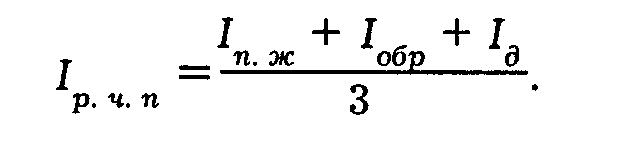 I р. ч. п = (I п. ж + I обр + I д) / 3.